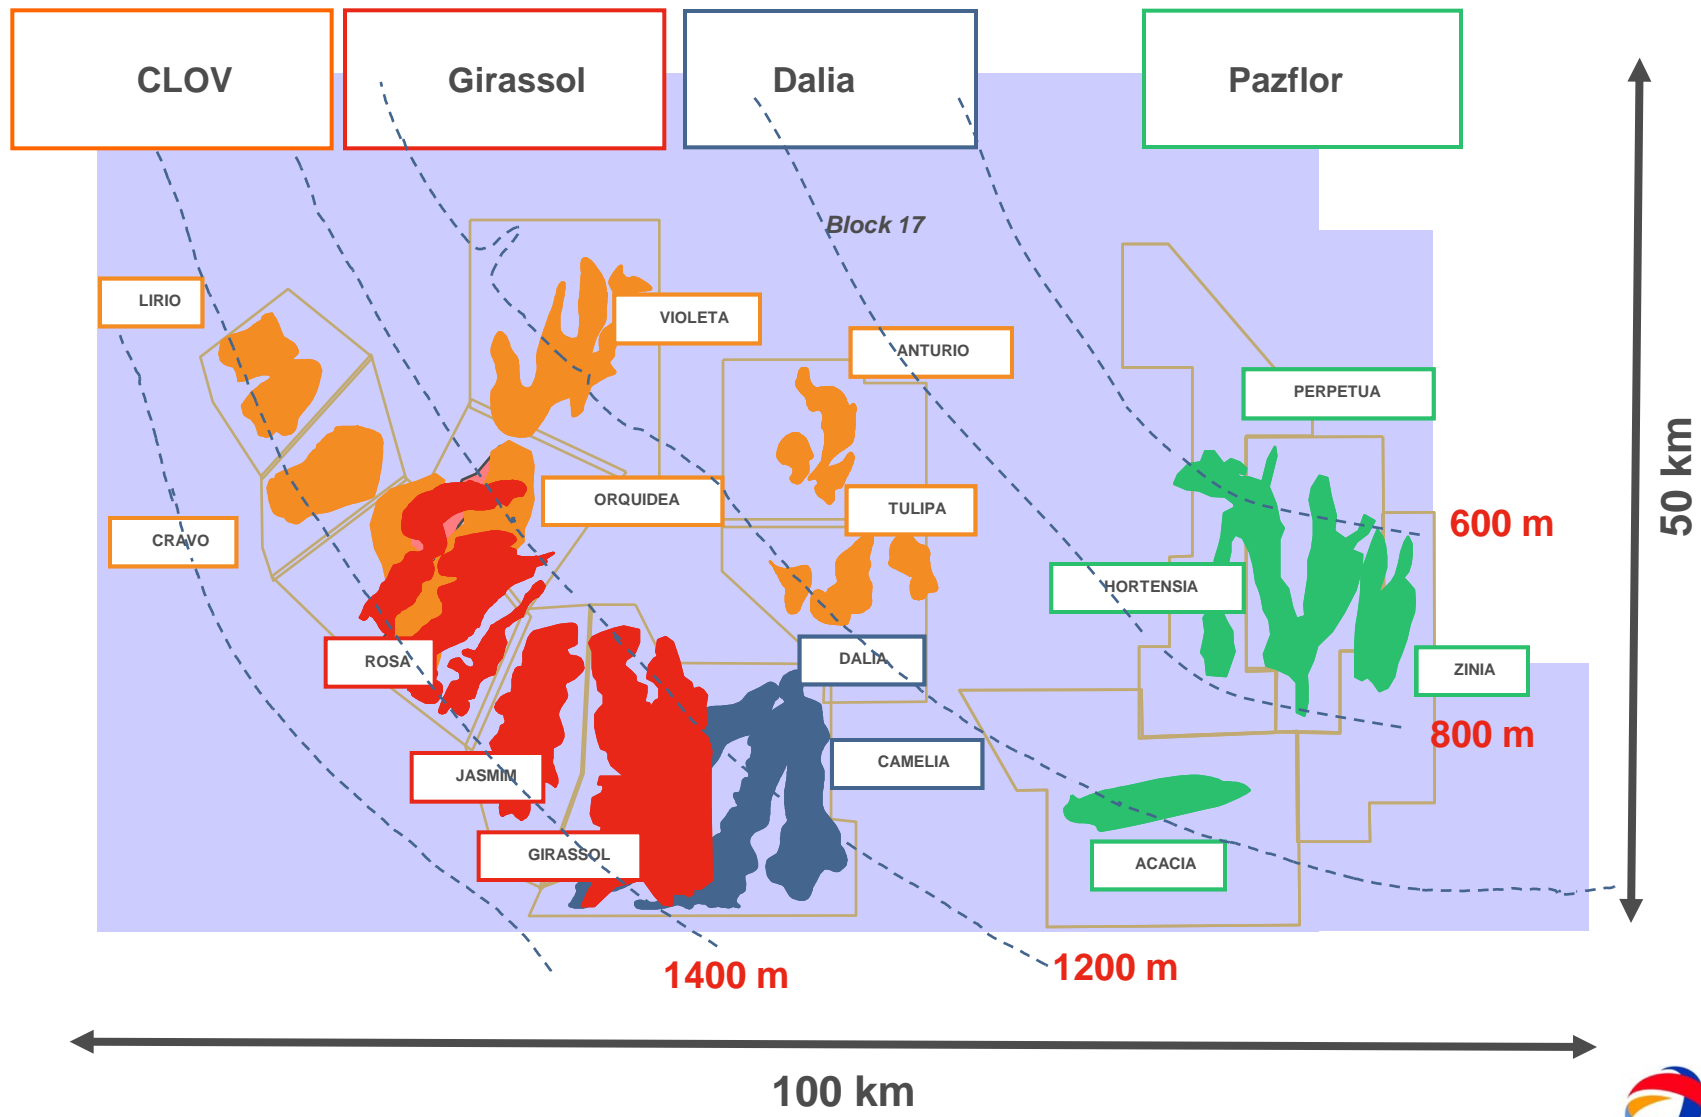 CLOV
Girassol
Dalia
Pazflor
Block 17
LIRIO
VIOLETA
ANTURIO
PERPETUA
ORQUIDEA
TULIPA
CRAVO
600 m
50 km
HORTENSIA
ROSA
DALIA
ZINIA
800 m
JASMIM
CAMELIA
GIRASSOL
ACACIA
1400 m
1200 m
100 km